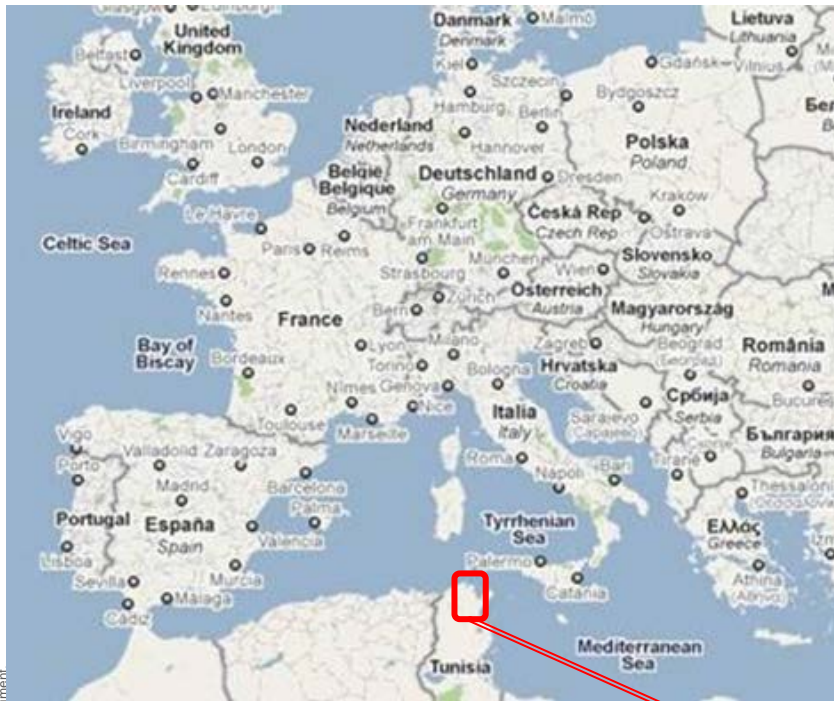 Danmark
Denmark
Malmö
Lietuva
Lithuania
United
Kingdom
Belfast
Kiel
Gdańsk
Vilnius
Liverpool
Manchester
Szczecin
Bydgoszcz
Hamburg
Berlin
Ireland
Cork
Nederland
Netherlands
Hannover
Polska
Poland
Birmingham
London
België
Belgique
Belgium
Deutschland
Germany
Dresden
Cardiff
Kraków
Le Havre
Frankfurt
am Main
Česká Rep
Czech Rep
Ostrava
Celtic Sea
Paris
Reims
Slovensko
Slovakia
Rennes
Strasbourg
München
Wien
Österreich
Austria
Nantes
Zürich
Bern
Magyarország
Hungary
France
Bay of
Biscay
Lyon
Milano
Zagreb
Beograd
România
Romania
Bordeaux
Torino
Bologna
Hrvatska
Croatia
Nîmes
Genova
Nice
Србија
Serbia
Toulouse
Marseille
Italia
Italy
Sarajevo
България
Bulgaria
Vigo
Valladolid
Zaragoza
Roma
Bari
Tiranë
Porto
Madrid
Barcelona
Napoli
Palma
Portugal
España
Spain
Valencia
Tyrrhenian
Sea
Ελλάς
Greece
Lisboa
Palermo
Sevilla
Murcia
Catania
Athina
Málaga
Cádiz
Mediterranean
Sea
Tunisia